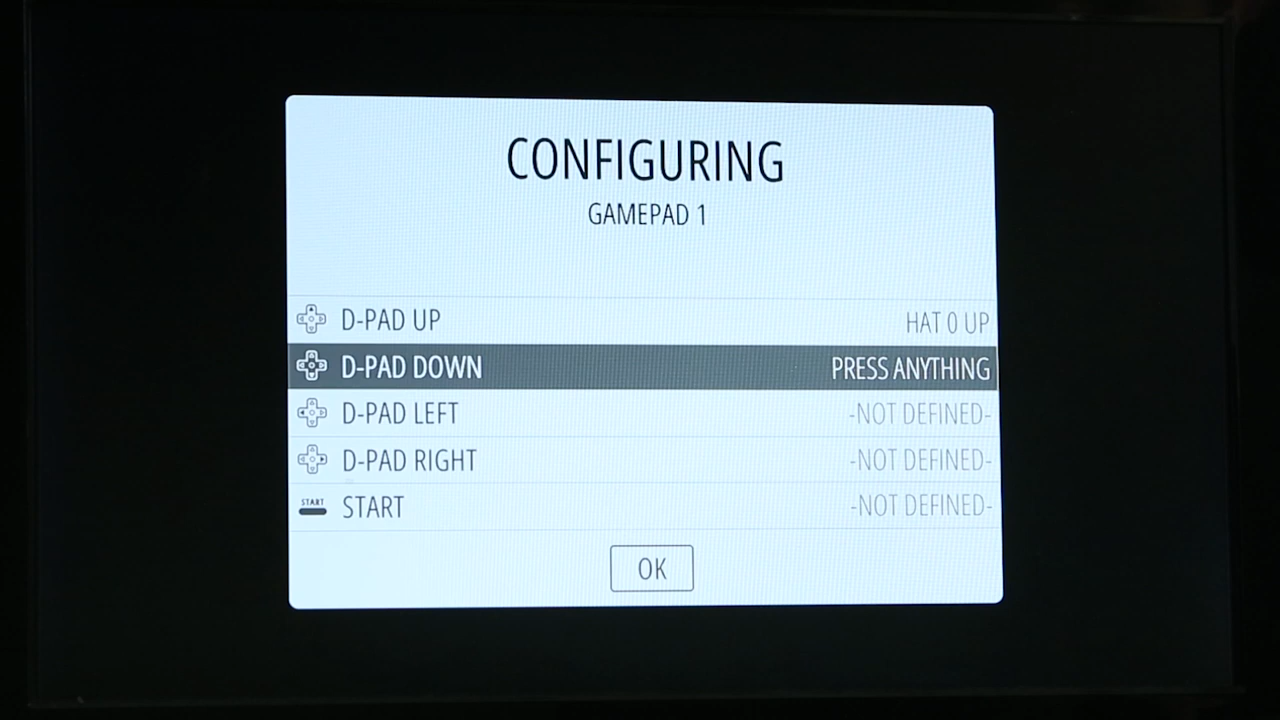 CONFIGURING
GAMEPAD 1
D-PAD UP HAT 0 UP
D-PAD DOWN PRESS ANYTHING
D-PAD LEFT -NOT DEFINED-
D-PAD RIGHT -NOT DEFINED-
START START -NOT DEFINED-
OK